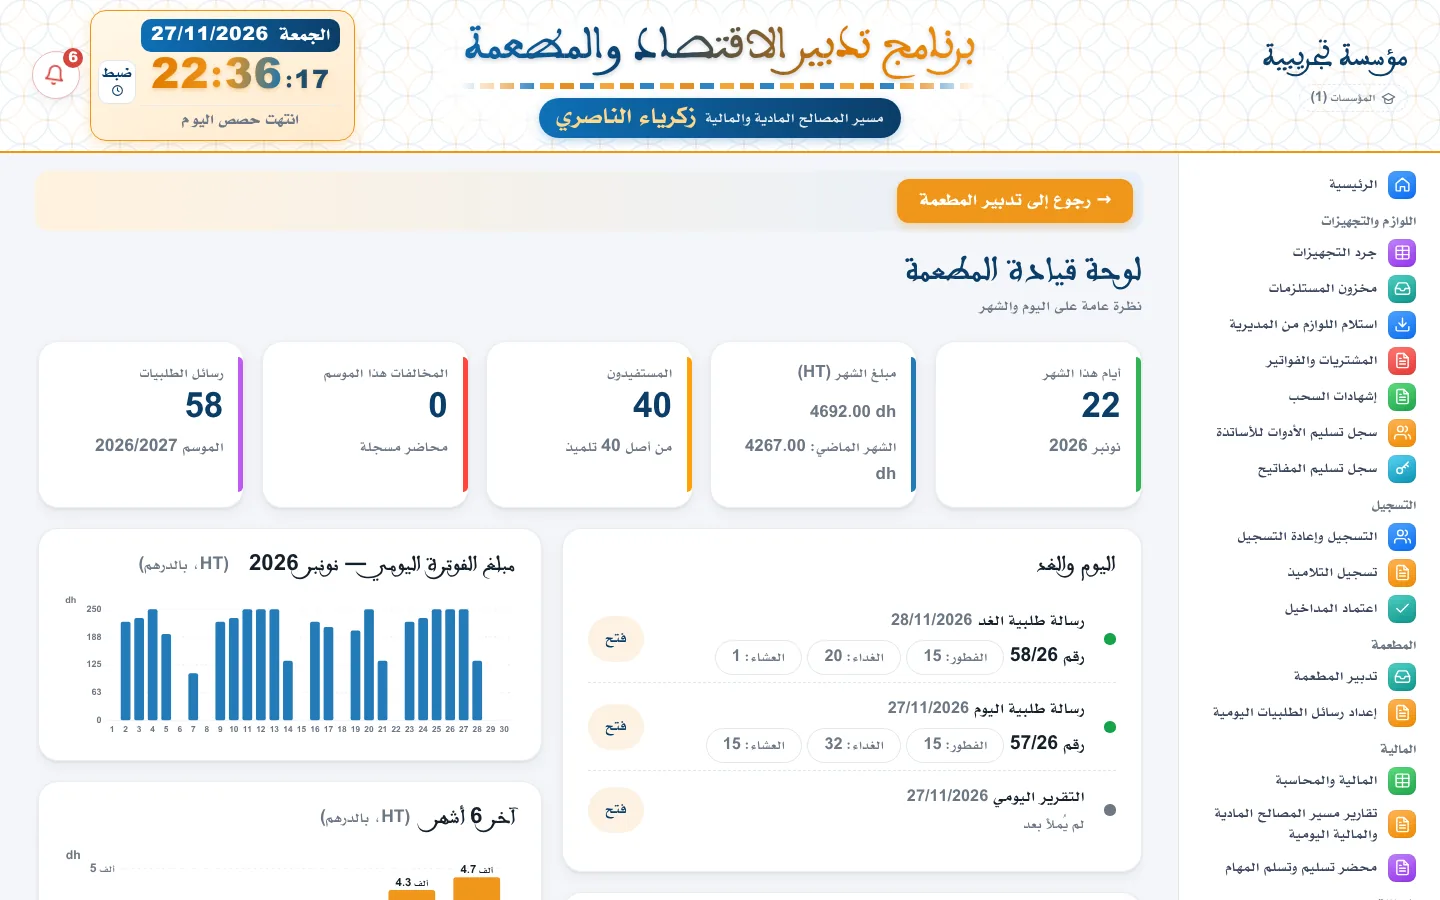 مؤسسة تجريبية
المؤسسات (1)
برنامج تدبير الاقتصاد والمطعمة
مسير المصالح المادية والمالية زكرياء الناصري
الجمعة 27/11/2026
22:36:17
ضبط
انتهت حصص اليوم
6
الرئيسية
اللوازم والتجهيزات
جرد التجهيزات
مخزون المستلزمات
استلام اللوازم من المديرية
المشتريات والفواتير
إشهادات السحب
سجل تسليم الأدوات للأساتذة
سجل تسليم المفاتيح
التسجيل
التسجيل وإعادة التسجيل
تسجيل التلاميذ
اعتماد المداخيل
المطعمة
تدبير المطعمة
إعداد رسائل الطلبيات اليومية
المالية
المالية والمحاسبة
تقارير مسير المصالح المادية
والمالية اليومية
محضر تسليم وتسلم المهام
→ رجوع إلى تدبير المطعمة
لوحة قيادة المطعمة
نظرة عامة على اليوم والشهر
أيام هذا الشهر
22
نونبر 2026
مبلغ الشهر (HT)
4692.00 dh
الشهر الماضي: 4267.00
dh
المستفيدون
40
من أصل 40 تلميذ
المخالفات هذا الموسم
0
محاضر مسجلة
رسائل الطلبيات
58
الموسم 2026/2027
اليوم والغد
رسالة طلبية الغد 28/11/2026
رقم 58/26 الفطور: 15 الغداء: 20 العشاء: 1
فتح
رسالة طلبية اليوم 27/11/2026
رقم 57/26 الفطور: 15 الغداء: 32 العشاء: 15
فتح
التقرير اليومي 27/11/2026
لم يُملأ بعد
فتح
مبلغ الفوترة اليومي — نونبر 2026 (HT، بالدرهم)
dh
250
188
125
63
0
1 2 3 4 5 6 7 8 9 10 11 12 13 14 15 16 17 18 19 20 21 22 23 24 25 26 27 28 29 30
آخر 6 أشهر (HT، بالدرهم)
dh
5 ألف
4.3 ألف
4.7 ألف